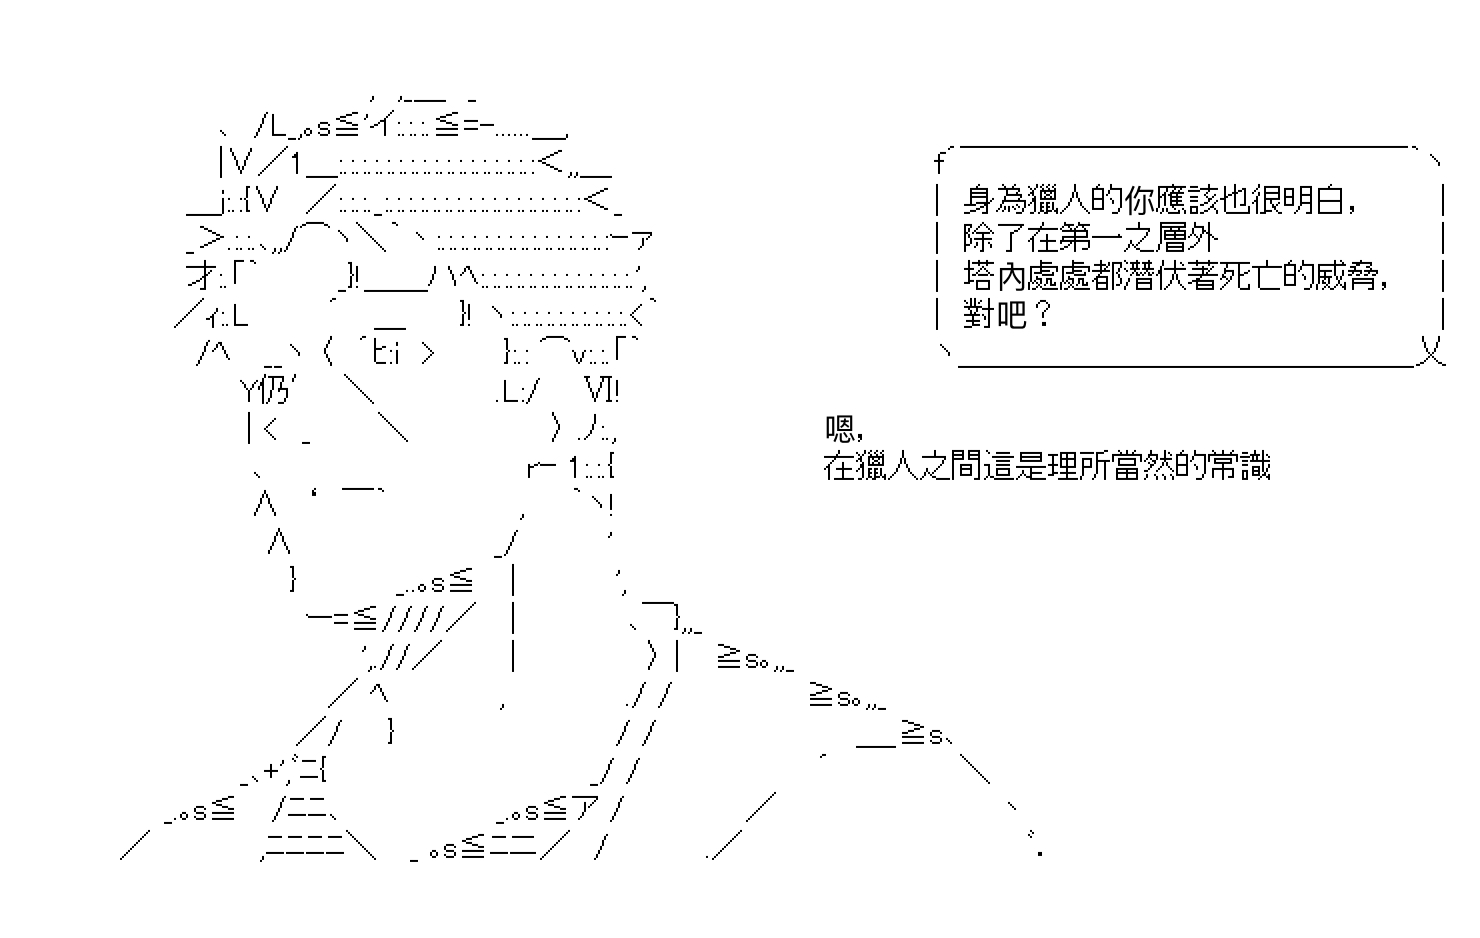 身為獵人的你應該也很明白，
除了在第一之層外
塔內處處都潛伏著死亡的威脅，
對吧？
嗯，
在獵人之間這是理所當然的常識